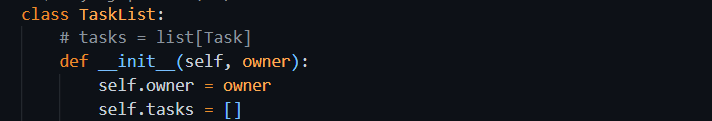 class TaskList:
    # tasks = list[Task]
    def __init__(self, owner):
        self.owner = owner
        self.tasks = []